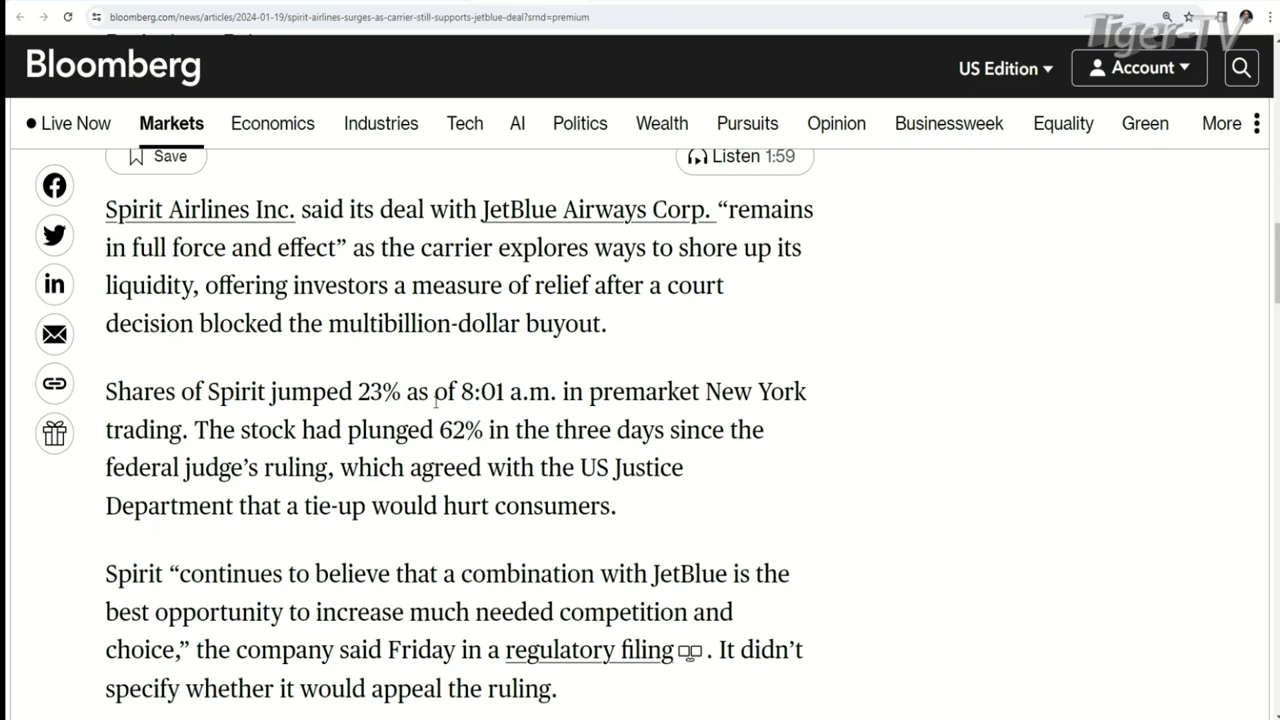 bloomberg.com/news/articles/2024-01-19/spirit-airlines-surges-as-carrier-still-supports-jetblue-deal?srnd=premium
Tiger-TV
Bloomberg
US Edition
Account
Live Now
Markets
Economics
Industries
Tech
AI
Politics
Wealth
Pursuits
Opinion
Businessweek
Equality
Green
More
Save
Listen 1:59
Spirit Airlines Inc. said its deal with JetBlue Airways Corp. “remains
in full force and effect” as the carrier explores ways to shore up its
liquidity, offering investors a measure of relief after a court
decision blocked the multibillion-dollar buyout.
Shares of Spirit jumped 23% as of 8:01 a.m. in premarket New York
trading. The stock had plunged 62% in the three days since the
federal judge’s ruling, which agreed with the US Justice
Department that a tie-up would hurt consumers.
Spirit “continues to believe that a combination with JetBlue is the
best opportunity to increase much needed competition and
choice,” the company said Friday in a regulatory filing. It didn’t
specify whether it would appeal the ruling.